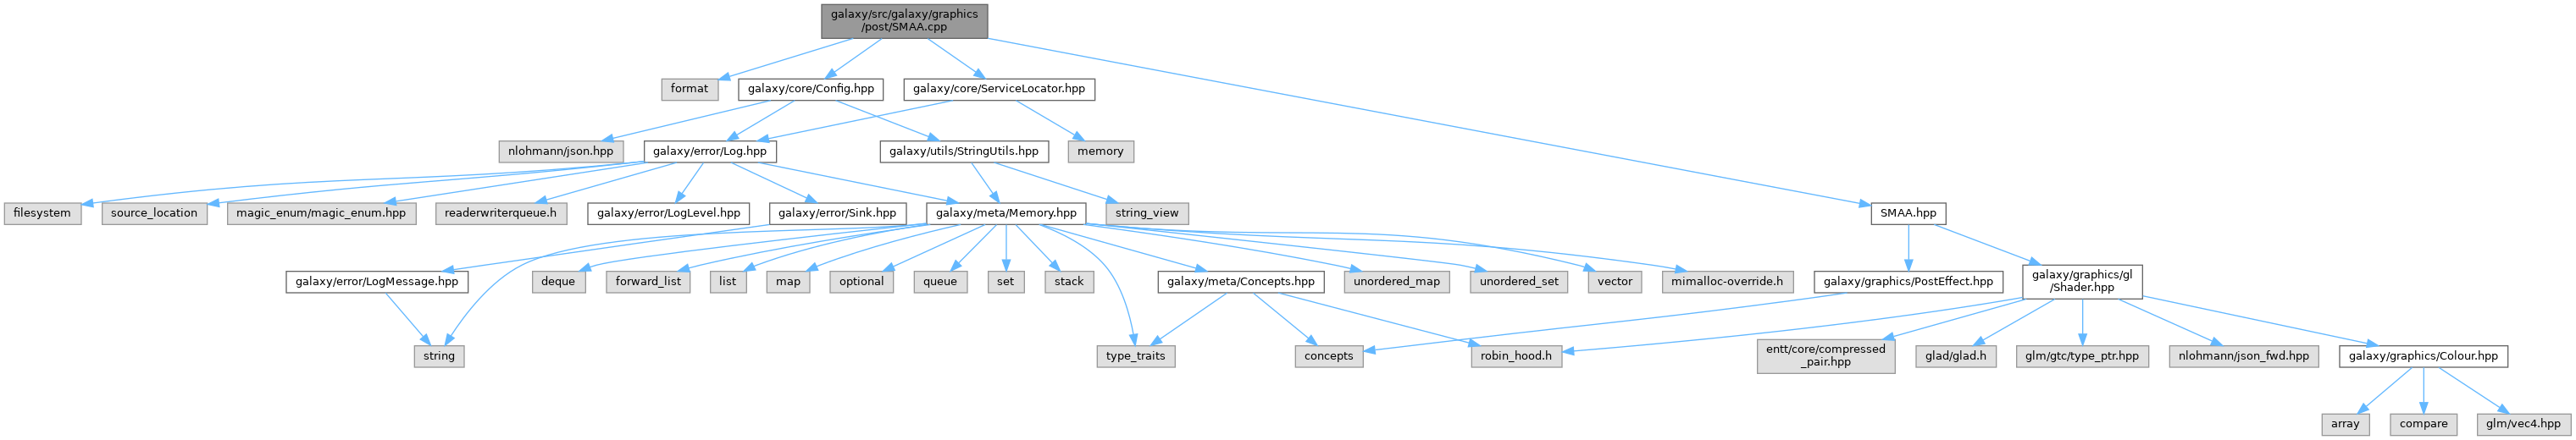 galaxy/src/galaxy/graphics
/post/SMAA.cpp
format
galaxy/core/Config.hpp
galaxy/core/ServiceLocator.hpp
nlohmann/json.hpp
galaxy/error/Log.hpp
galaxy/utils/StringUtils.hpp
memory
filesystem
source_location
magic_enum/magic_enum.hpp
readerwriterqueue.h
galaxy/error/LogLevel.hpp
galaxy/error/Sink.hpp
galaxy/meta/Memory.hpp
string_view
SMAA.hpp
galaxy/error/LogMessage.hpp
deque
forward_list
list
map
optional
queue
set
stack
galaxy/meta/Concepts.hpp
unordered_map
unordered_set
vector
mimalloc-override.h
galaxy/graphics/PostEffect.hpp
galaxy/graphics/gl
/Shader.hpp
string
type_traits
concepts
robin_hood.h
entt/core/compressed
_pair.hpp
glad/glad.h
glm/gtc/type_ptr.hpp
nlohmann/json_fwd.hpp
galaxy/graphics/Colour.hpp
array
compare
glm/vec4.hpp